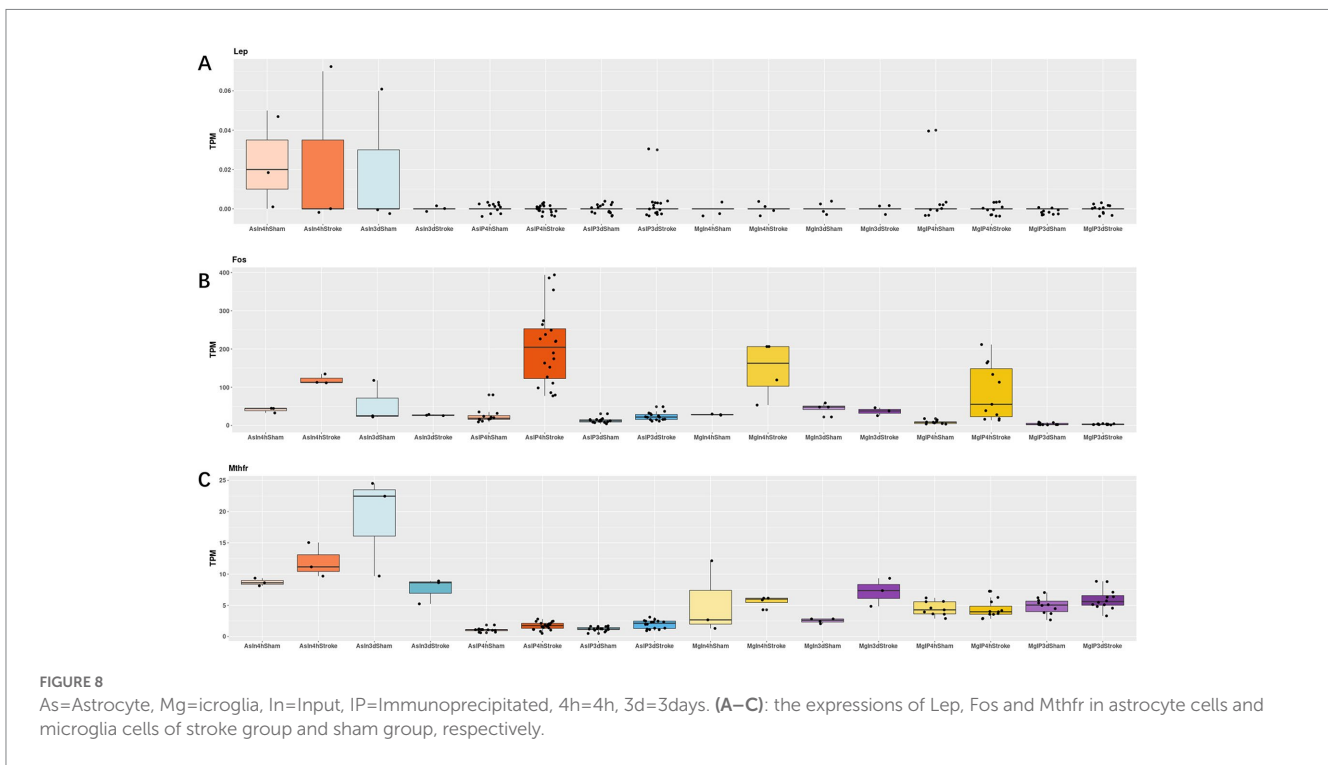 Lep
A
0.06
0.04
0.02
0.00
TPM
AsIn4hSham AsIn4hStroke AsIn3dSham AsIn3dStroke AsIP4hSham AsIP4hStroke AsIP3dSham AsIP3dStroke MgIn4hSham MgIn4hStroke MgIn3dSham MgIn3dStroke MgIP4hSham MgIP4hStroke MgIP3dSham MgIP3dStroke
Fos
B
400
300
200
100
0
TPM
AsIn4hSham AsIn4hStroke AsIn3dSham AsIn3dStroke AsIP4hSham AsIP4hStroke AsIP3dSham AsIP3dStroke MgIn4hSham MgIn4hStroke MgIn3dSham MgIn3dStroke MgIP4hSham MgIP4hStroke MgIP3dSham MgIP3dStroke
Mthfr
C
25
20
15
10
5
0
TPM
AsIn4hSham AsIn4hStroke AsIn3dSham AsIn3dStroke AsIP4hSham AsIP4hStroke AsIP3dSham AsIP3dStroke MgIn4hSham MgIn4hStroke MgIn3dSham MgIn3dStroke MgIP4hSham MgIP4hStroke MgIP3dSham MgIP3dStroke
FIGURE 8
As=Astrocyte, Mg=icroglia, In=Input, IP=Immunoprecipitated, 4h=4h, 3d=3days. (A–C): the expressions of Lep, Fos and Mthfr in astrocyte cells and
microglia cells of stroke and sham group, respectively.